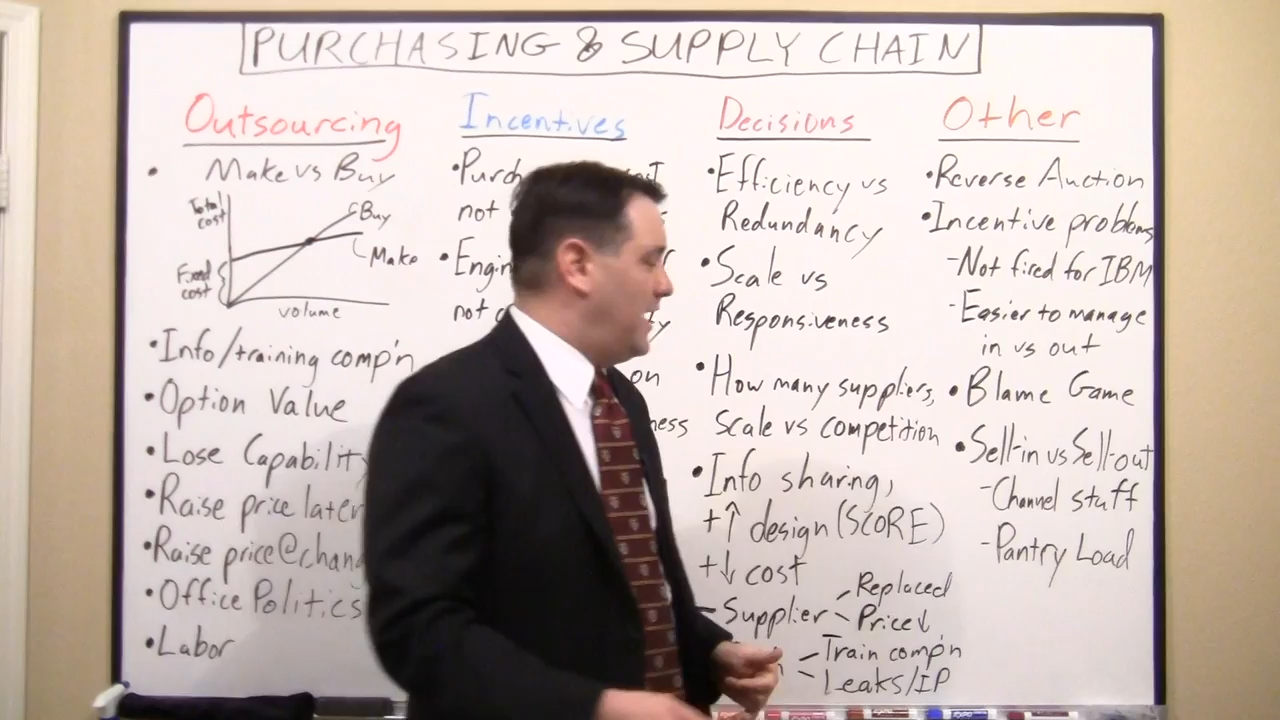 PURCHASING & SUPPLY CHAIN
Outsourcing
• Make vs Buy
Total cost
Buy
Make
Fixed cost
volume
• Info/training comp'n
• Option Value
• Lose Capability
• Raise price later
• Raise price@chan
• Office Politics
• Labor
Incentives
• Purch
not
• Engin
not
on
ness
Decisions
• Efficiency vs
Redundancy
• Scale vs
Responsiveness
• How many suppliers,
Scale vs competition
• Info sharing,
+↑ design (SCORE)
+↓ cost
- Supplier - Replaced
- Price↓
- Train comp'n
- Leaks/IP
Other
• Reverse Auction
• Incentive problems
- Not fired for IBM
- Easier to manage
in vs out
• Blame Game
• Sell-in vs Sell-out
- Channel stuff
- Pantry Load